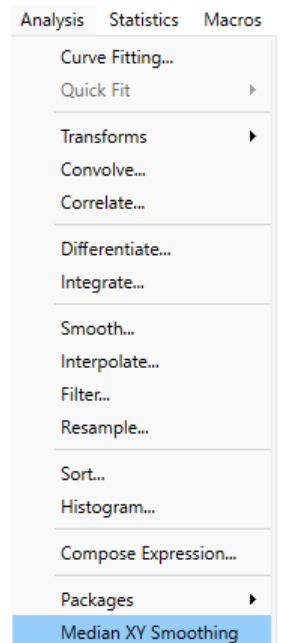 Analysis Statistics Macros
Curve Fitting...
Quick Fit
Transforms
Convolve...
Correlate...
Differentiate...
Integrate...
Smooth...
Interpolate...
Filter...
Resample...
Sort...
Histogram...
Compose Expression...
Packages
Median XY Smoothing